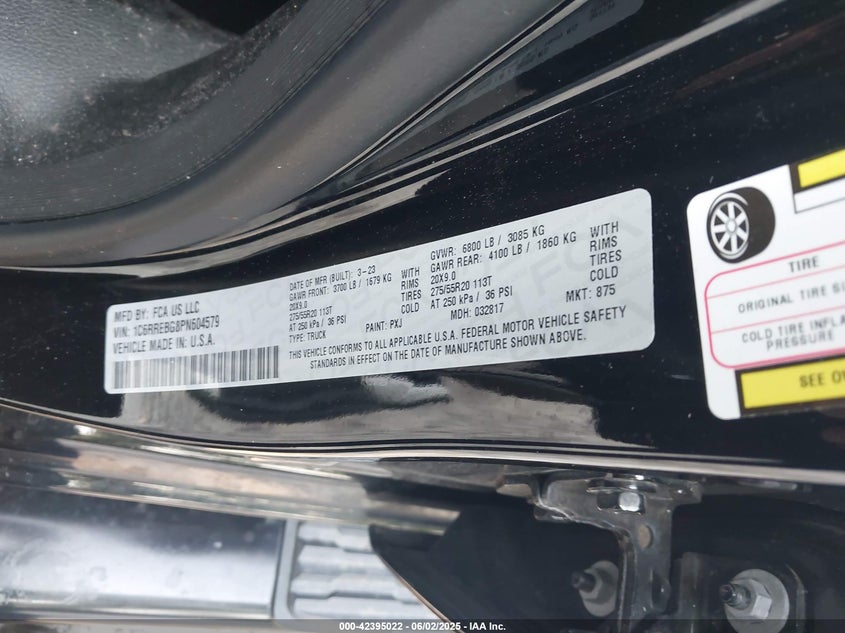 MFD BY: FCA US LLC
VIN: 1C6RREBG8PN604579
VEHICLE MADE IN: U.S.A.
DATE OF MFR (BUILT): 3-23
GAWR FRONT: 3700 LB / 1679 KG WITH
20X9.0 RIMS
275/55R20 113T TIRES
AT 250 kPa / 36 PSI COLD
TYPE: TRUCK PAINT: PXJ
GVWR: 6800 LB / 3085 KG
GAWR REAR: 4100 LB / 1860 KG WITH
20X9.0 RIMS
275/55R20 113T TIRES
AT 250 kPa / 36 PSI COLD
MDH: 032817 MKT: 875
THIS VEHICLE CONFORMS TO ALL APPLICABLE U.S.A. FEDERAL MOTOR VEHICLE SAFETY
STANDARDS IN EFFECT ON THE DATE OF MANUFACTURE SHOWN ABOVE.
TIRE
ORIGINAL TIRE
COLD TIRE
PRESSURE
SEE
000-42395022 - 06/02/2025 - IAA Inc.